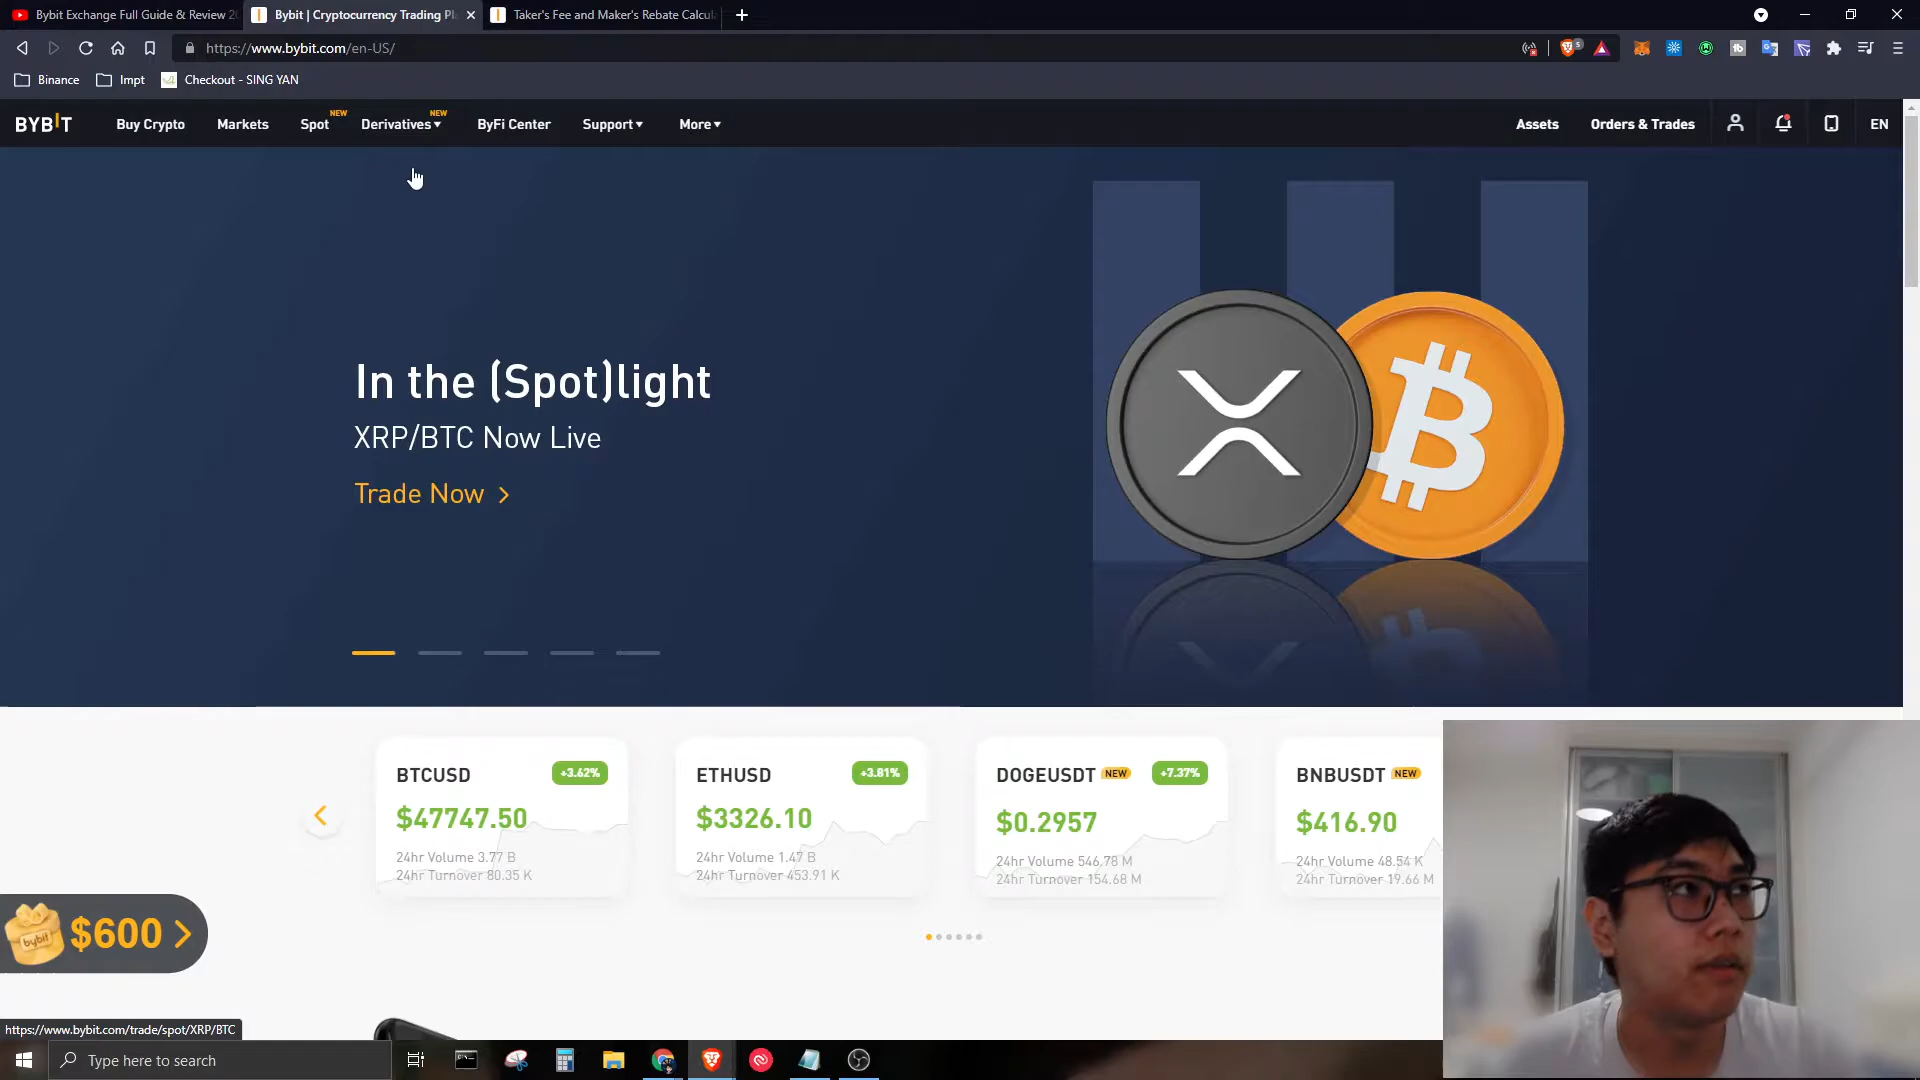 Bybit Exchange Full Guide & Review 2
Bybit | Cryptocurrency Trading Pl
Taker's Fee and Maker's Rebate Calcul
https://www.bybit.com/en-US/
Binance
Impt
Checkout - SING YAN
BYBIT
Buy Crypto
Markets
Spot NEW
Derivatives NEW
ByFi Center
Support
More
Assets
Orders & Trades
EN
In the (Spot)light
XRP/BTC Now Live
Trade Now >
BTCUSD +3.62%
$47747.50
24hr Volume 3.77 B
24hr Turnover 80.35 K
ETHUSD +3.81%
$3326.10
24hr Volume 1.47 B
24hr Turnover 453.91 K
DOGEUSDT NEW +7.37%
$0.2957
24hr Volume 546.78 M
24hr Turnover 154.68 M
BNBUSDT NEW
$416.90
24hr Volume 48.54 K
24hr Turnover 19.66 M
bybit
$600
https://www.bybit.com/trade/spot/XRP/BTC
Type here to search